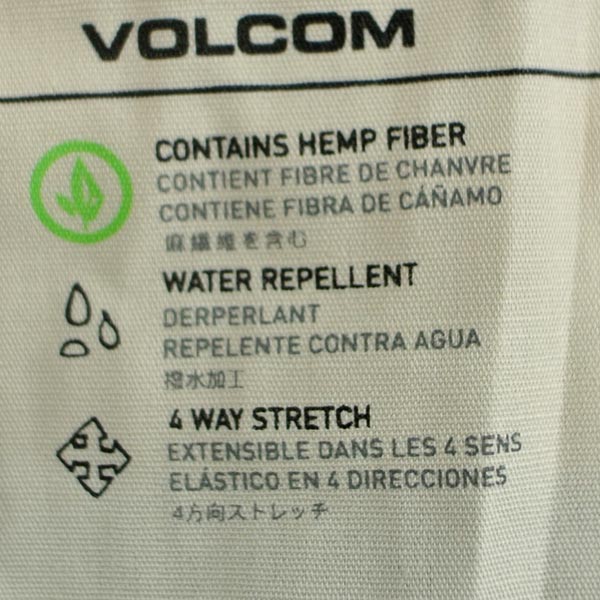 VOLCOM
CONTAINS HEMP FIBER
CONTIENT FIBRE DE CHANVRE
CONTIENE FIBRA DE CÁÑAMO
麻繊維を含む
WATER REPELLENT
DERPERLANT
REPELENTE CONTRA AGUA
撥水加工
4 WAY STRETCH
EXTENSIBLE DANS LES 4 SENS
ELÁSTICO EN 4 DIRECCIONES
4方向ストレッチ